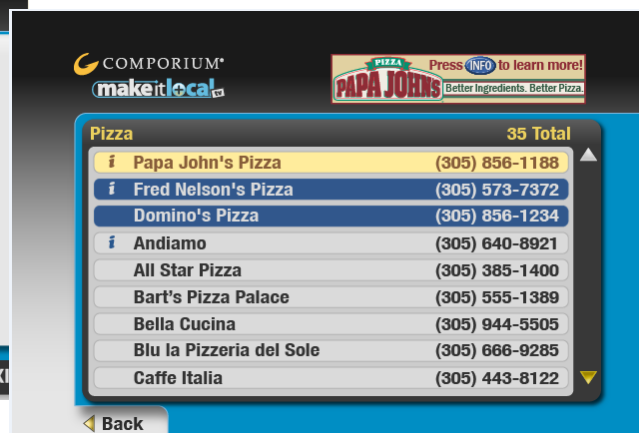 COMPORIUM
makeitlocal tv
PIZZA
PAPA JOHN'S
Press INFO to learn more!
Better Ingredients. Better Pizza.
Pizza 35 Total
i Papa John's Pizza (305) 856-1188
i Fred Nelson's Pizza (305) 573-7372
Domino's Pizza (305) 856-1234
i Andiamo (305) 640-8921
All Star Pizza (305) 385-1400
Bart's Pizza Palace (305) 555-1389
Bella Cucina (305) 944-5505
Blu la Pizzeria del Sole (305) 666-9285
Caffe Italia (305) 443-8122
Back